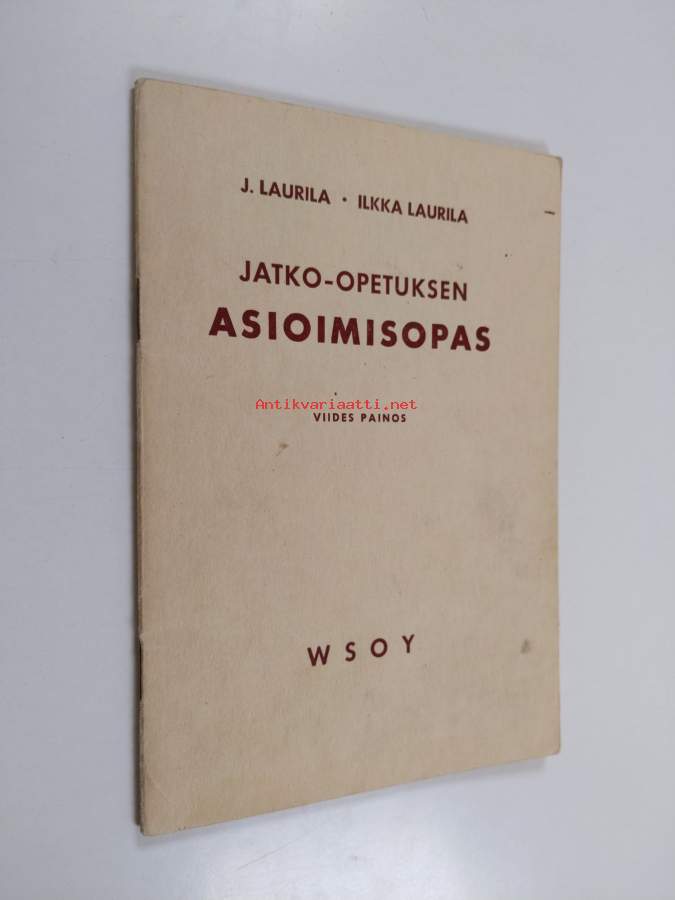 J. LAURILA • ILKKA LAURILA
JATKO-OPETUKSEN
ASIOIMISOPAS
Antikvariaatti.net
VIIDES PAINOS
WSOY